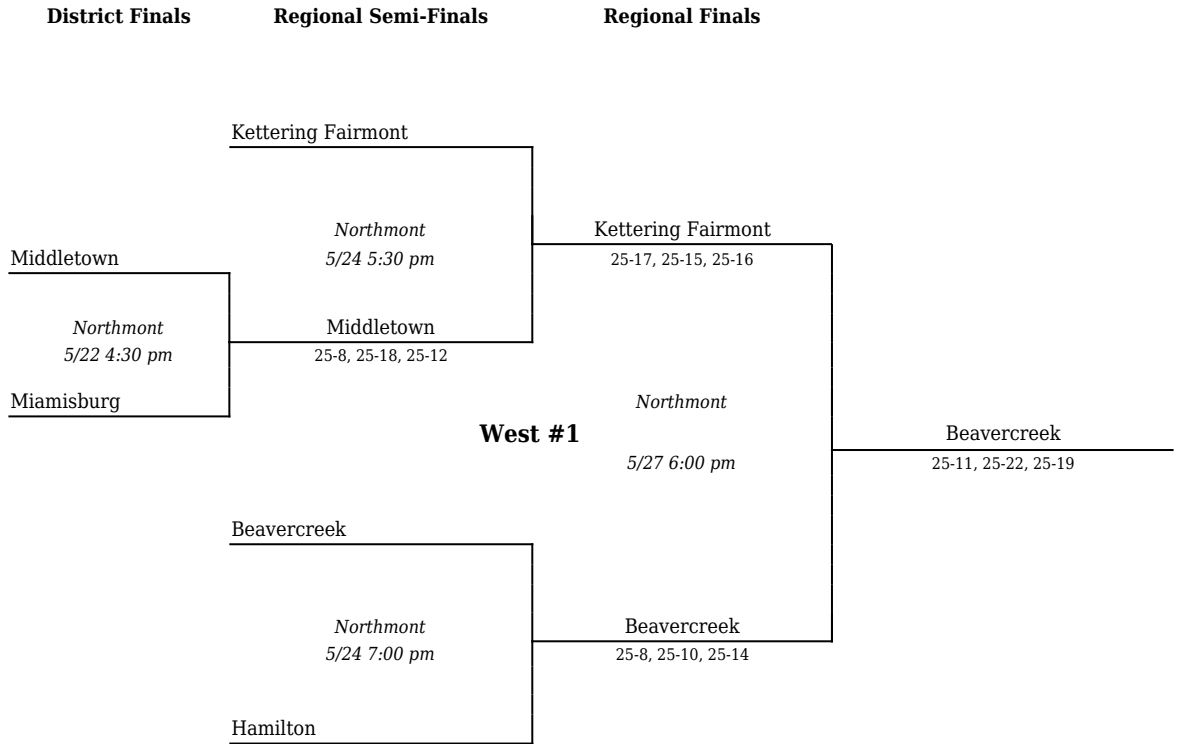 District Finals
Regional Semi-Finals
Regional Finals
Kettering Fairmont
Northmont
5/24 5:30 pm
Kettering Fairmont
25-17, 25-15, 25-16
Middletown
Northmont
5/22 4:30 pm
Middletown
25-8, 25-18, 25-12
Miamisburg
West #1
Northmont
5/27 6:00 pm
Beavercreek
25-11, 25-22, 25-19
Beavercreek
Northmont
5/24 7:00 pm
Beavercreek
25-8, 25-10, 25-14
Hamilton